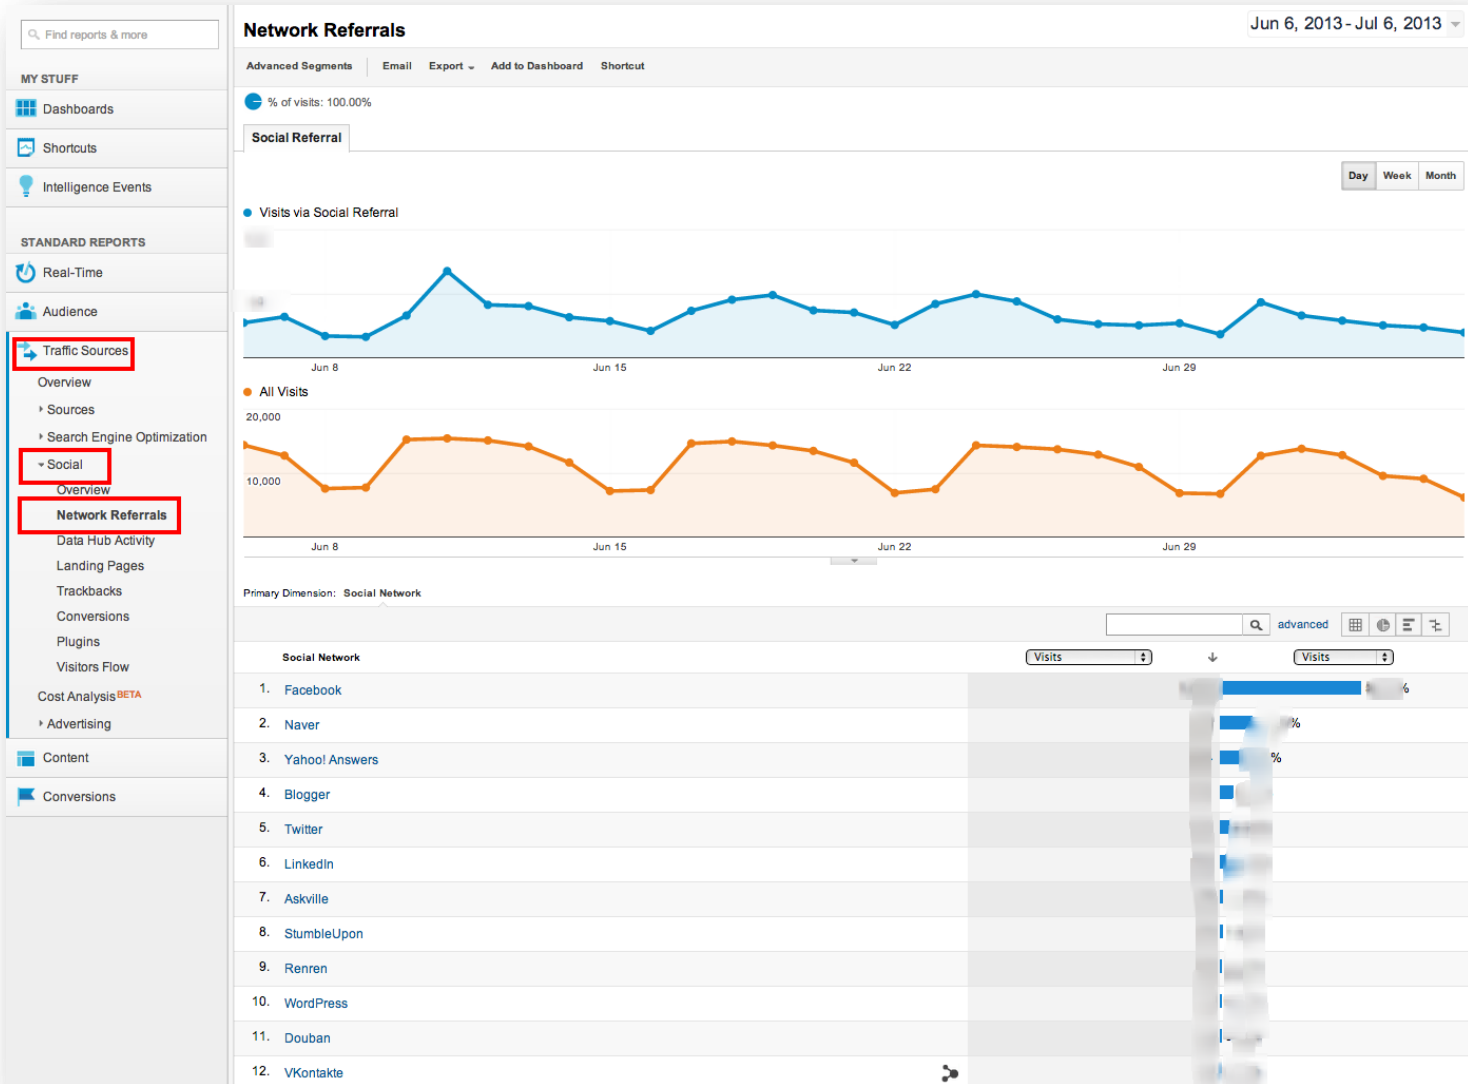 Find reports & more
MY STUFF
Dashboards
Shortcuts
Intelligence Events
STANDARD REPORTS
Real-Time
Audience
Traffic Sources
Overview
Sources
Search Engine Optimization
Social
Overview
Network Referrals
Data Hub Activity
Landing Pages
Trackbacks
Conversions
Plugins
Visitors Flow
Cost Analysis BETA
Advertising
Content
Conversions
Network Referrals
Jun 6, 2013 - Jul 6, 2013
Advanced Segments Email Export Add to Dashboard Shortcut
% of visits: 100.00%
Social Referral
Day Week Month
Visits via Social Referral
Jun 8 Jun 15 Jun 22 Jun 29
All Visits
20,000
10,000
Jun 8 Jun 15 Jun 22 Jun 29
Primary Dimension: Social Network
advanced
Social Network Visits Visits
1. Facebook %
2. Naver %
3. Yahoo! Answers %
4. Blogger
5. Twitter
6. LinkedIn
7. Askville
8. StumbleUpon
9. Renren
10. WordPress
11. Douban
12. VKontakte